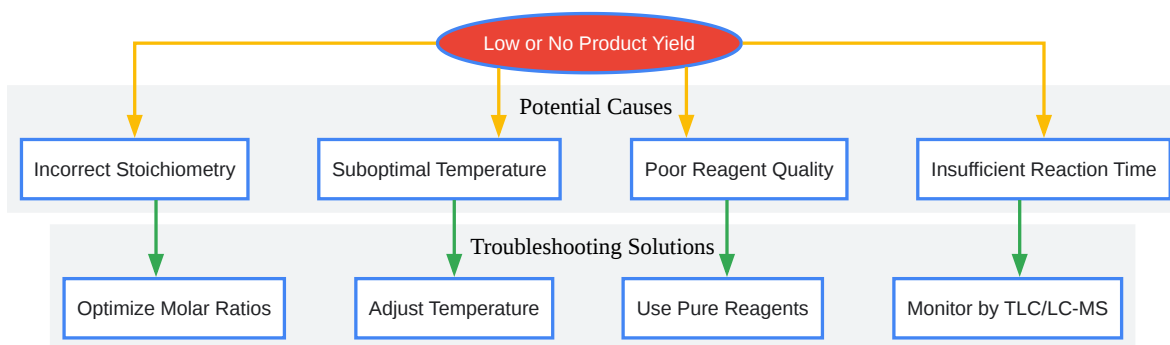 Low or No Product Yield
Potential Causes
Incorrect Stoichiometry
Suboptimal Temperature
Poor Reagent Quality
Insufficient Reaction Time
Troubleshooting Solutions
Optimize Molar Ratios
Adjust Temperature
Use Pure Reagents
Monitor by TLC/LC-MS